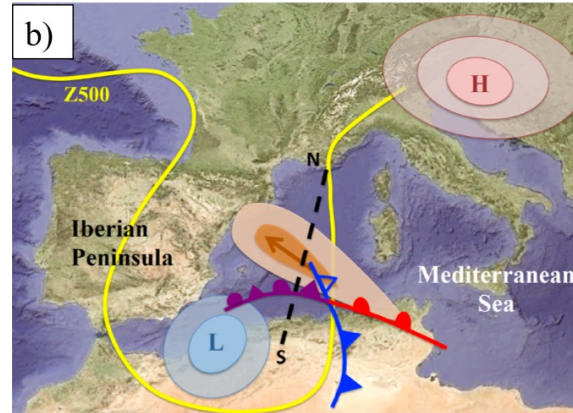 b)
Z500
H
N
Iberian
Peninsula
Mediterranean
Sea
L
S